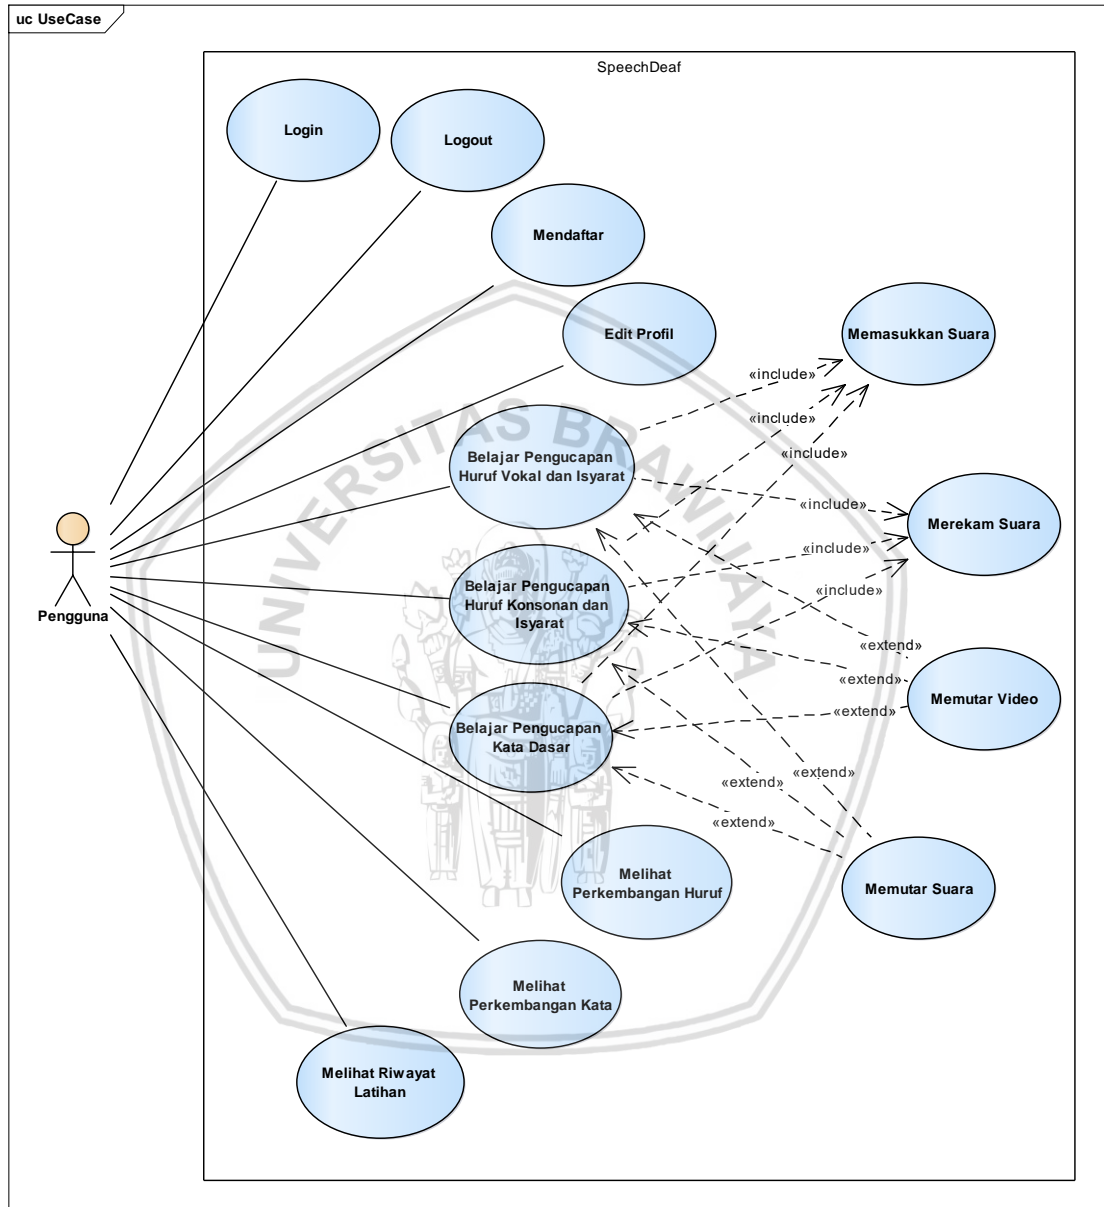 uc UseCase
SpeechDeaf
Login
Logout
Mendaftar
Edit Profil
Memasukkan Suara
«include»
«include»
«include»
Belajar Pengucapan
Huruf Vokal dan Isyarat
«include»
Merekam Suara
«include»
«include»
Belajar Pengucapan
Huruf Konsonan dan
Isyarat
Pengguna
«extend»
«extend»
«extend»
Memutar Video
Belajar Pengucapan
Kata Dasar
«extend»
«extend»
«extend»
Melihat
Perkembangan Huruf
Memutar Suara
Melihat
Perkembangan Kata
Melihat Riwayat
Latihan
UNIVERSITAS BRAWIJAYA